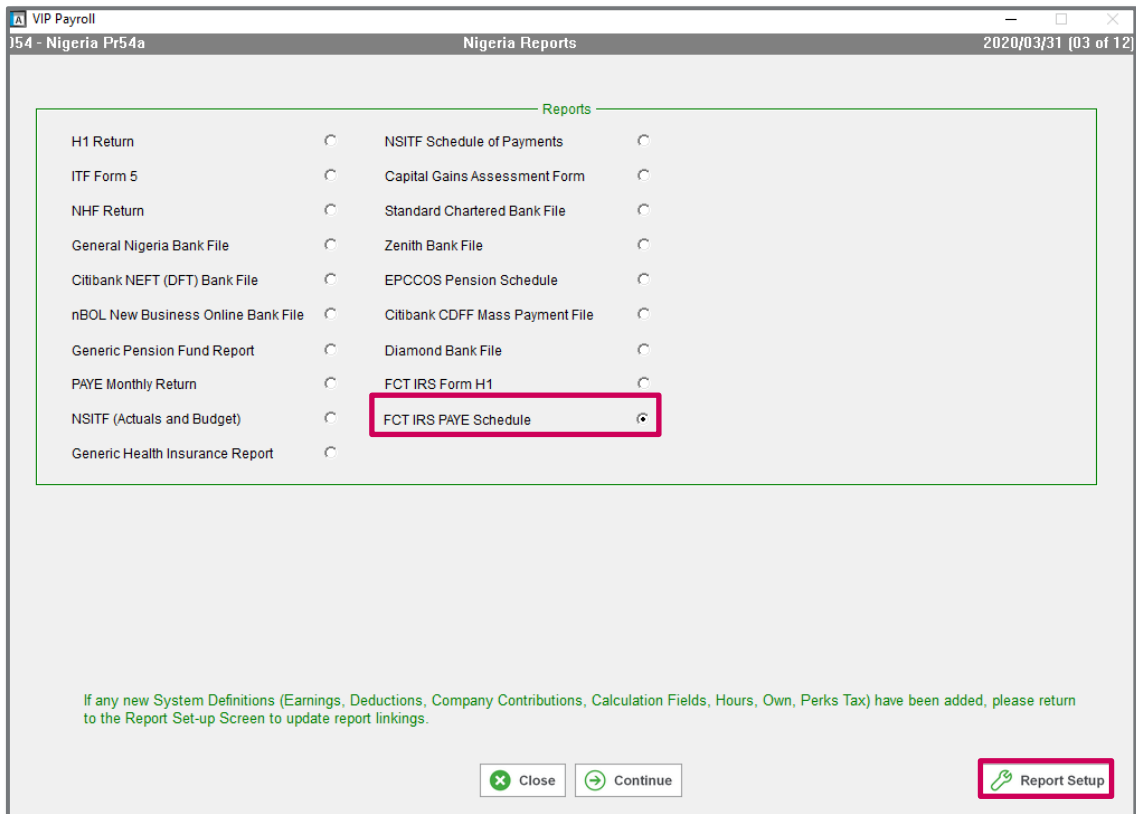 VIP Payroll
054 - Nigeria Pr54a Nigeria Reports 2020/03/31 (03 of 12)
Reports
H1 Return NSITF Schedule of Payments
ITF Form 5 Capital Gains Assessment Form
NHF Return Standard Chartered Bank File
General Nigeria Bank File Zenith Bank File
Citibank NEFT (DFT) Bank File EPCCOS Pension Schedule
nBOL New Business Online Bank File Citibank CDFF Mass Payment File
Generic Pension Fund Report Diamond Bank File
PAYE Monthly Return FCT IRS Form H1
NSITF (Actuals and Budget) FCT IRS PAYE Schedule
Generic Health Insurance Report
If any new System Definitions (Earnings, Deductions, Company Contributions, Calculation Fields, Hours, Own, Perks Tax) have been added, please return
to the Report Set-up Screen to update report linkings.
Close Continue Report Setup